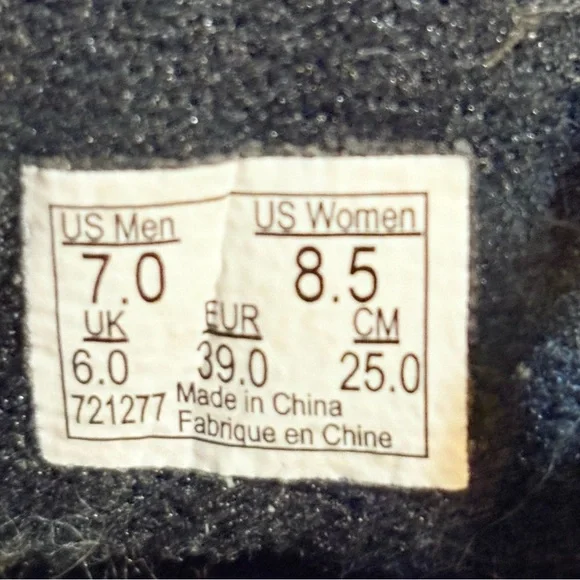 US Men US Women
7.0 8.5
UK EUR CM
6.0 39.0 25.0
721277 Made in China
Fabrique en Chine